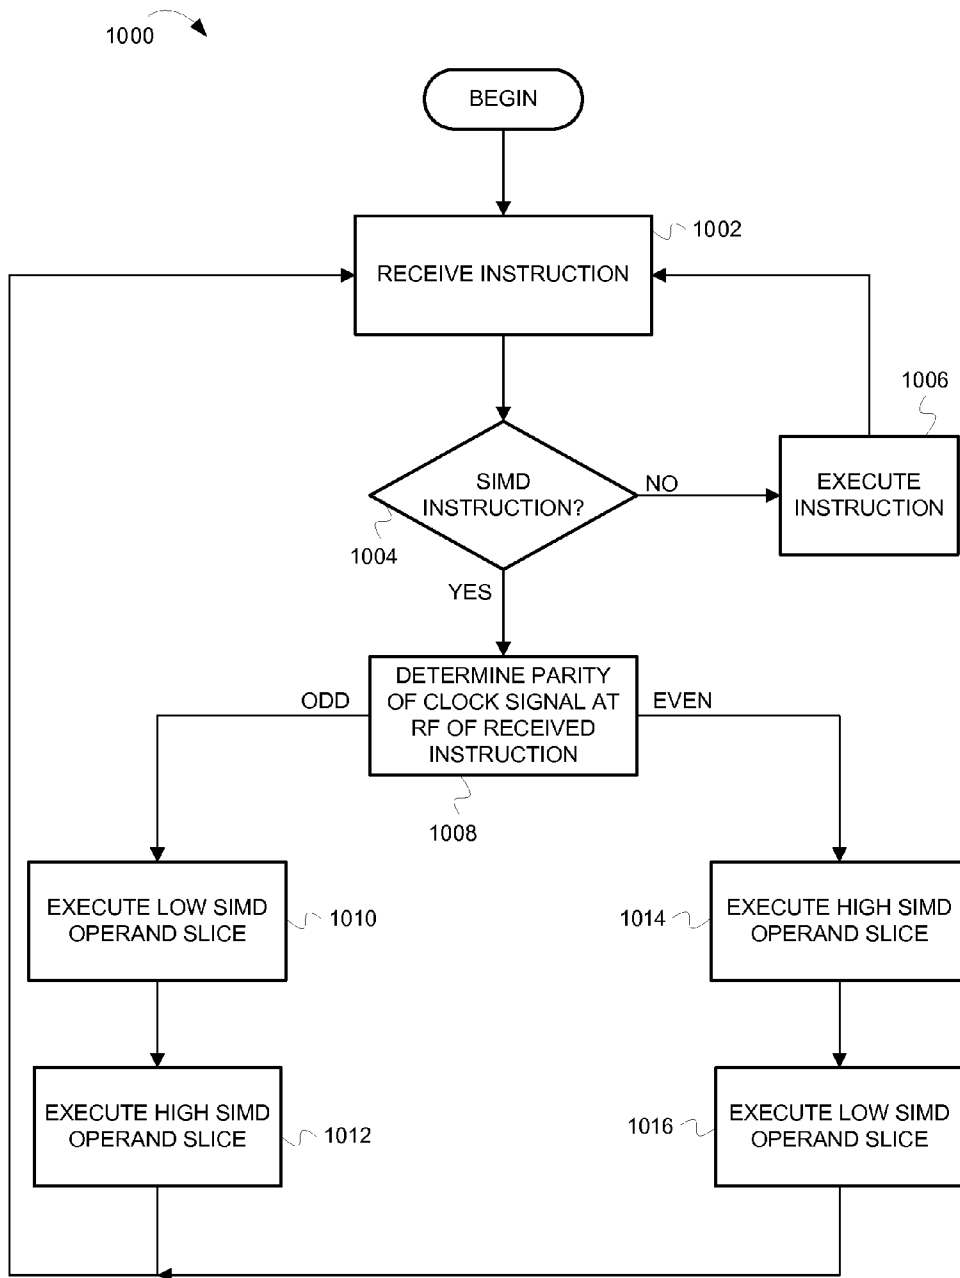 1000
BEGIN
1002
RECEIVE INSTRUCTION
1006
SIMD
INSTRUCTION?
NO
EXECUTE
INSTRUCTION
1004
YES
DETERMINE PARITY
OF CLOCK SIGNAL AT
RF OF RECEIVED
INSTRUCTION
ODD
EVEN
1008
EXECUTE LOW SIMD
OPERAND SLICE
1010
1014
EXECUTE HIGH SIMD
OPERAND SLICE
EXECUTE HIGH SIMD
OPERAND SLICE
1012
1016
EXECUTE LOW SIMD
OPERAND SLICE